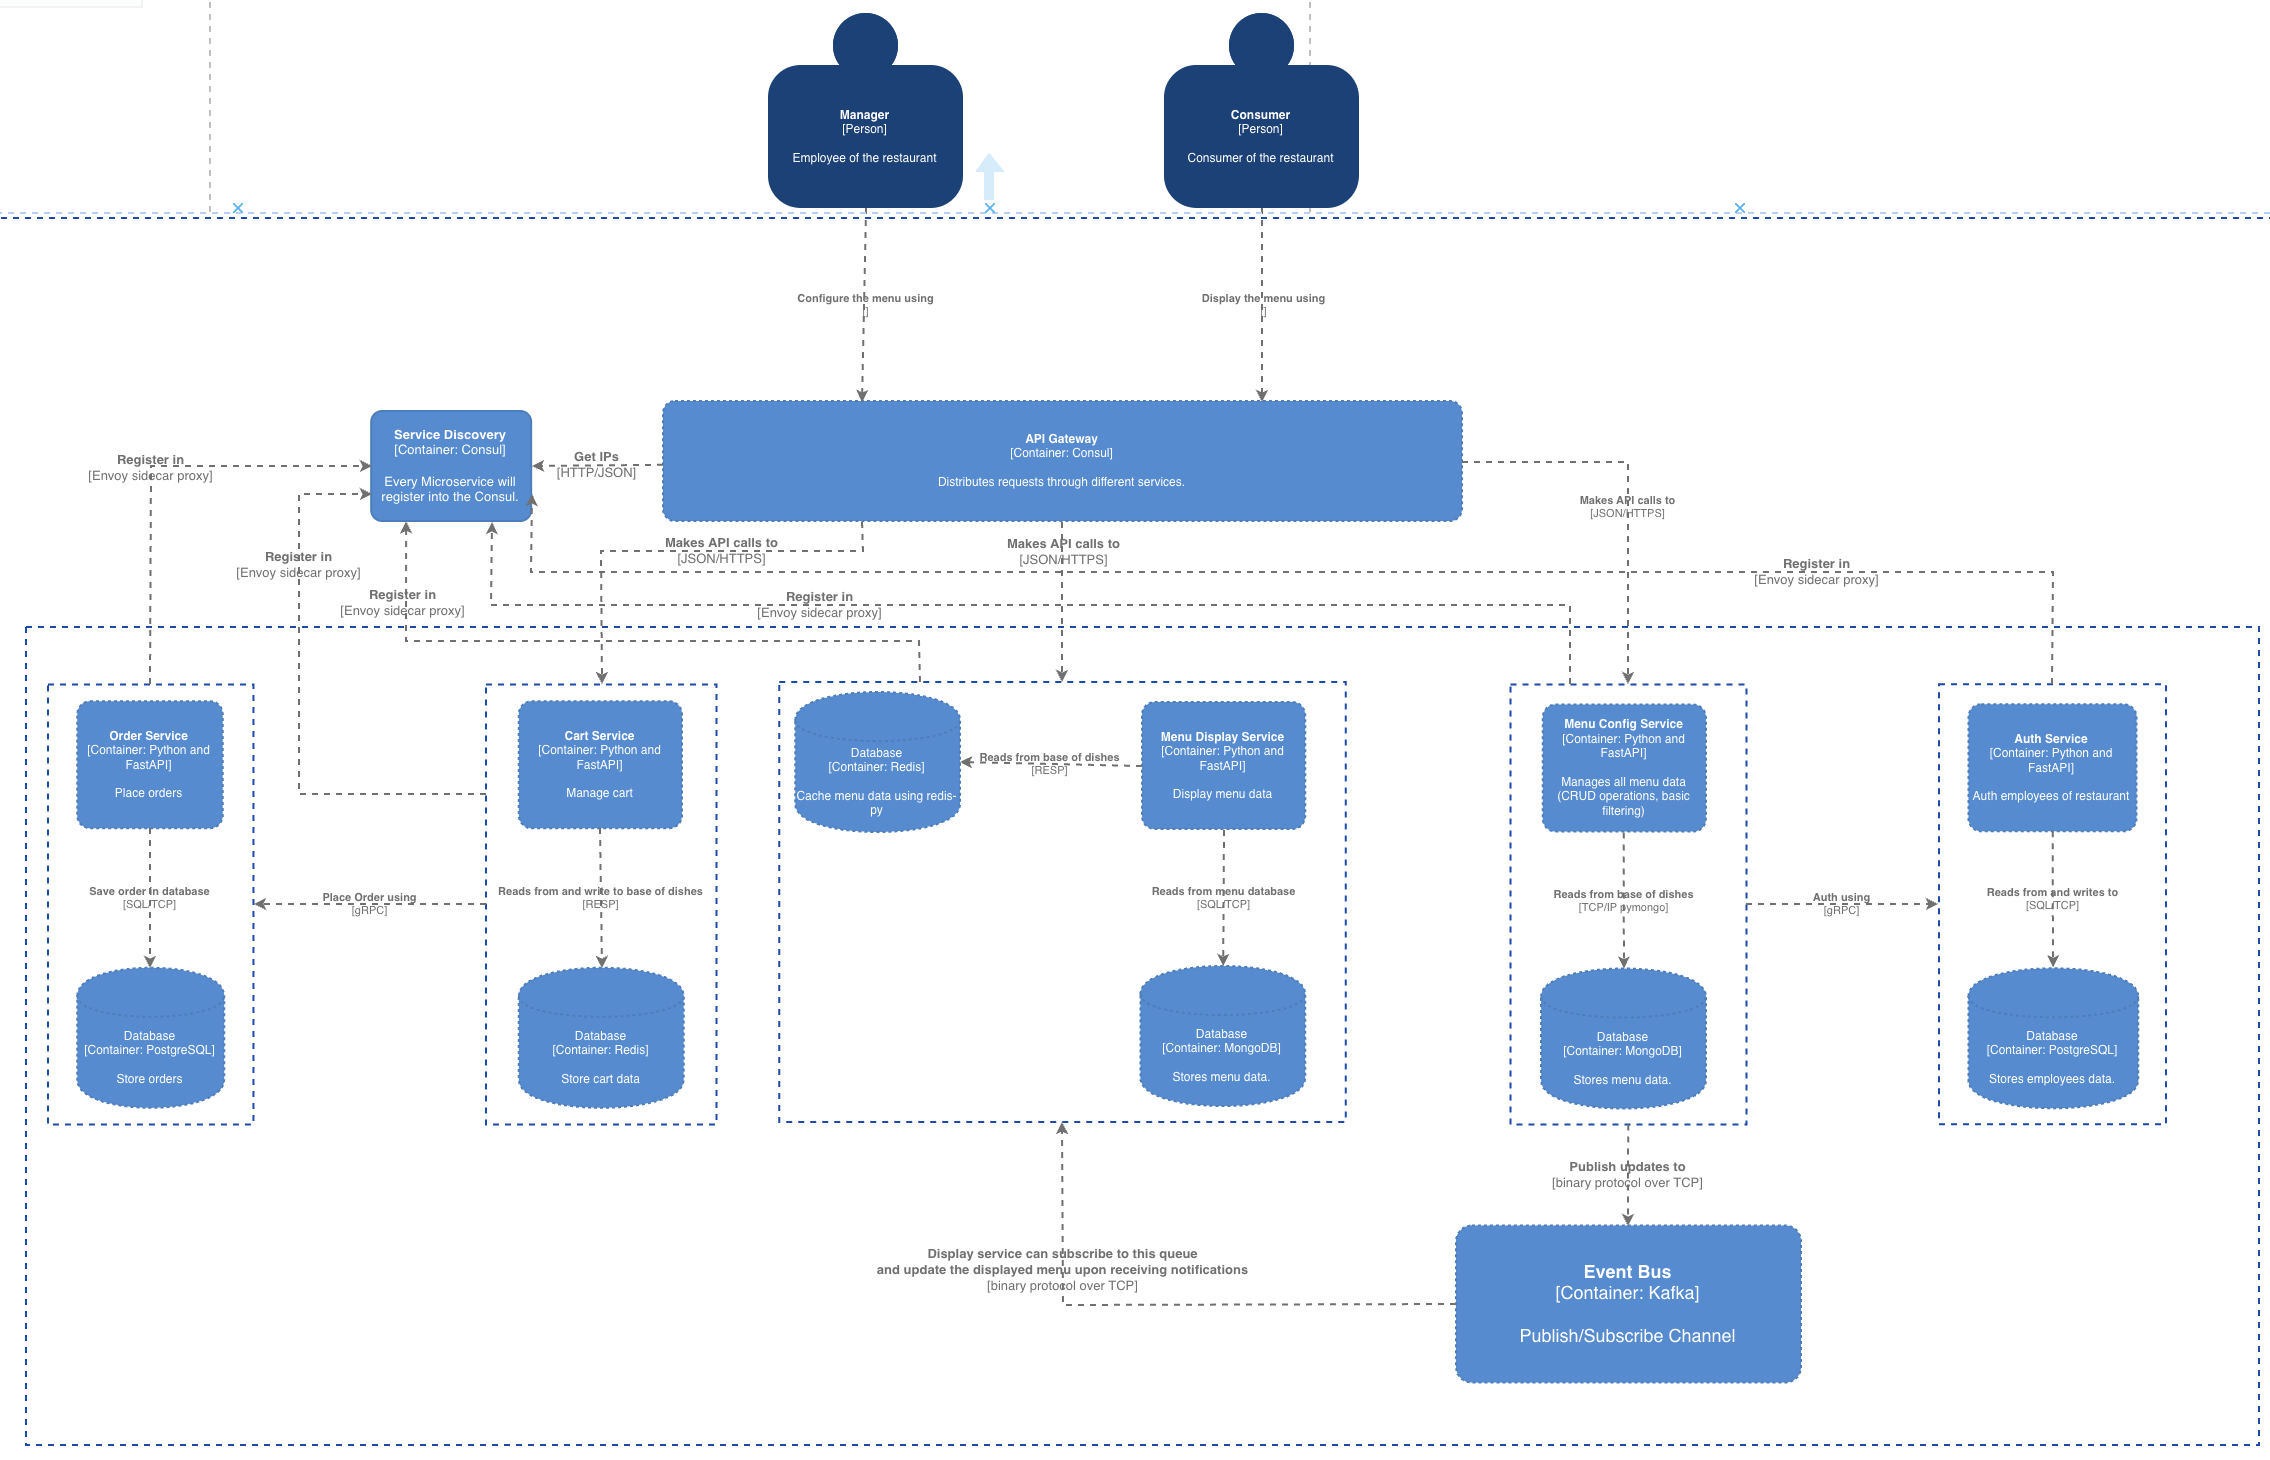 Manager
[Person]
Employee of the restaurant
Consumer
[Person]
Consumer of the restaurant
Configure the menu using
[]
Display the menu using
[]
Service Discovery
[Container: Consul]
Every Microservice will
register into the Consul.
Get IPs
[HTTP/JSON]
API Gateway
[Container: Consul]
Distributes requests through different services.
Register in
[Envoy sidecar proxy]
Makes API calls to
[JSON/HTTPS]
Makes API calls to
[JSON/HTTPS]
Makes API calls to
[JSON/HTTPS]
Register in
[Envoy sidecar proxy]
Register in
[Envoy sidecar proxy]
Register in
[Envoy sidecar proxy]
Register in
[Envoy sidecar proxy]
Order Service
[Container: Python and
FastAPI]
Place orders
Cart Service
[Container: Python and
FastAPI]
Manage cart
Database
[Container: Redis]
Cache menu data using redis-
py
Reads from base of dishes
[RESP]
Menu Display Service
[Container: Python and
FastAPI]
Display menu data
Menu Config Service
[Container: Python and
FastAPI]
Manages all menu data
(CRUD operations, basic
filtering)
Auth Service
[Container: Python and
FastAPI]
Auth employees of restaurant
Save order in database
[SQL/TCP]
Place Order using
[gRPC]
Reads from and write to base of dishes
[RESP]
Reads from menu database
[SQL/TCP]
Reads from base of dishes
[TCP/IP pymongo]
Auth using
[gRPC]
Reads from and writes to
[SQL/TCP]
Database
[Container: PostgreSQL]
Store orders
Database
[Container: Redis]
Store cart data
Database
[Container: MongoDB]
Stores menu data.
Database
[Container: MongoDB]
Stores menu data.
Database
[Container: PostgreSQL]
Stores employees data.
Publish updates to
[binary protocol over TCP]
Display service can subscribe to this queue
and update the displayed menu upon receiving notifications
[binary protocol over TCP]
Event Bus
[Container: Kafka]
Publish/Subscribe Channel